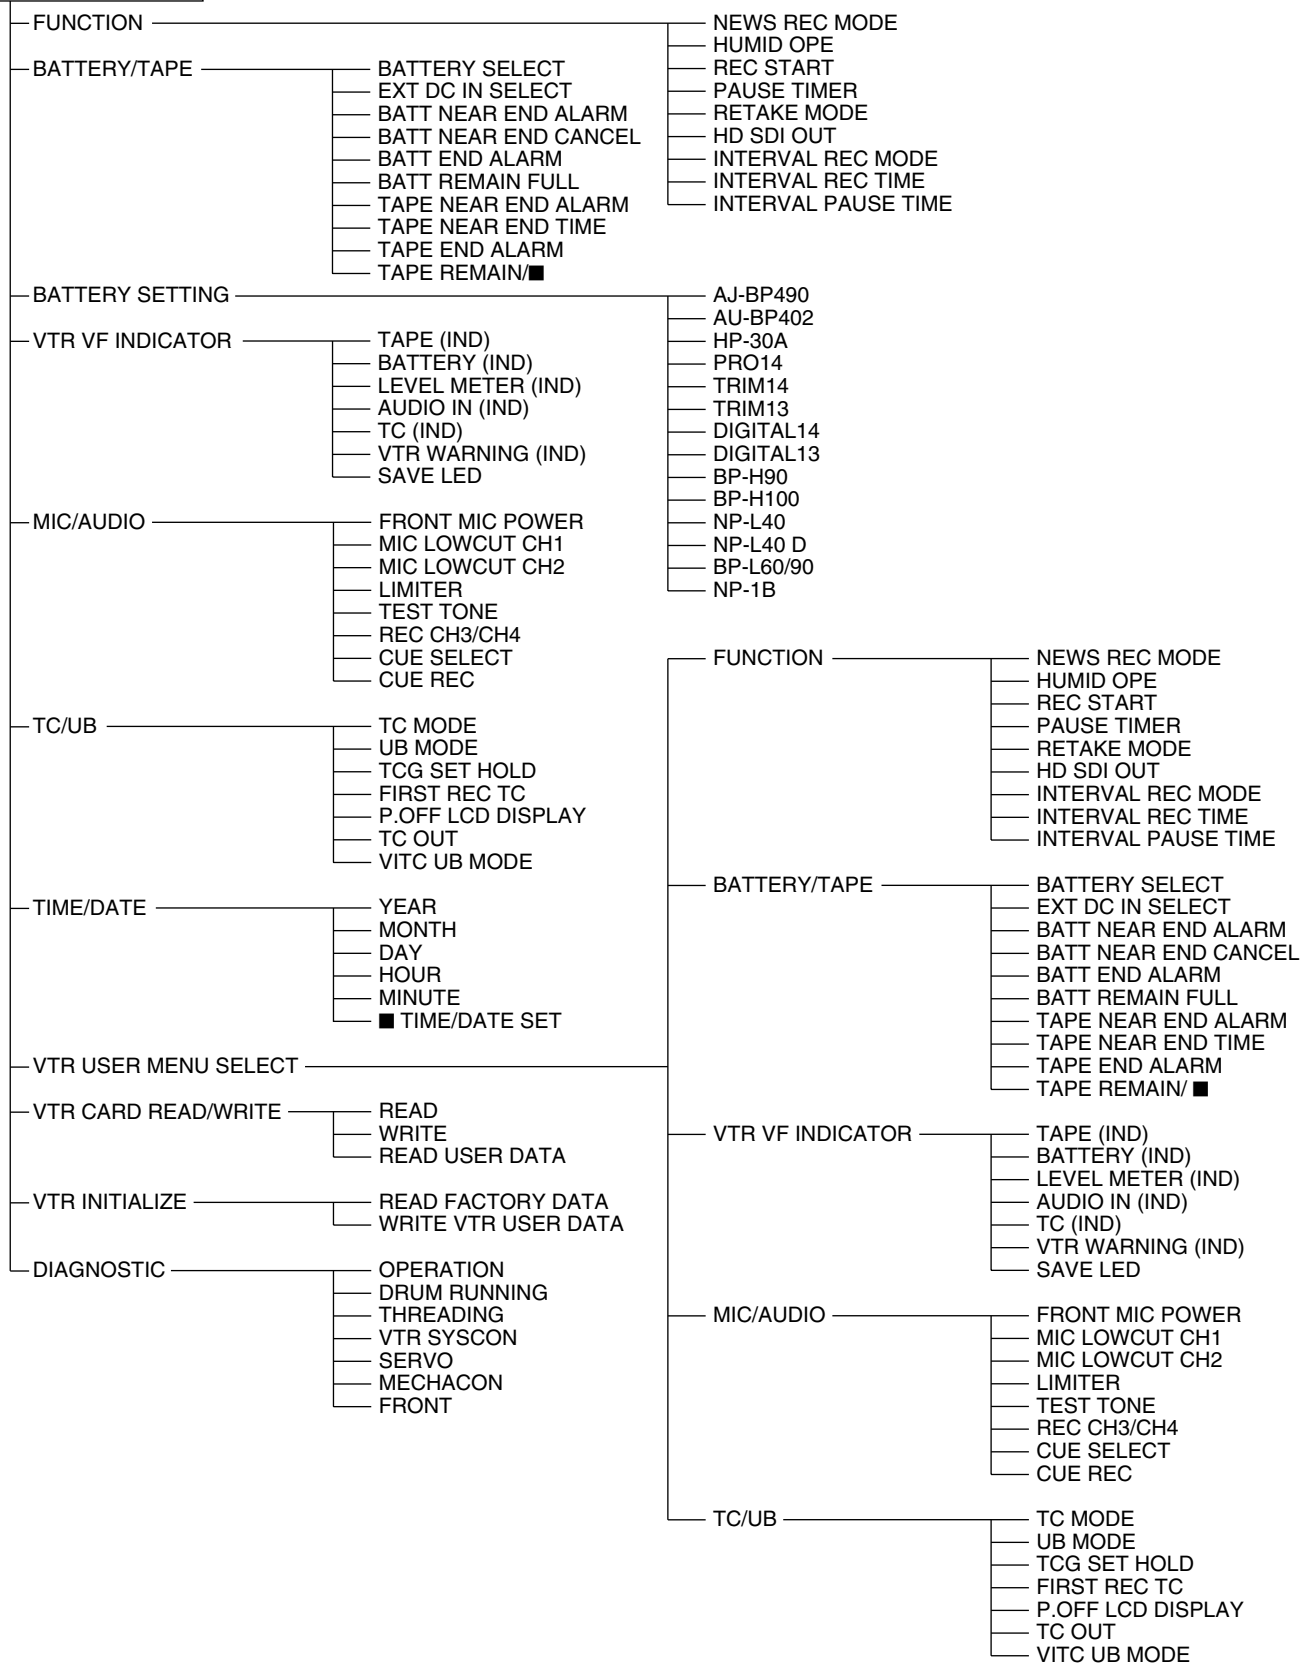 FUNCTION
NEWS REC MODE
HUMID OPE
REC START
PAUSE TIMER
RETAKE MODE
HD SDI OUT
INTERVAL REC MODE
INTERVAL REC TIME
INTERVAL PAUSE TIME
BATTERY/TAPE
BATTERY SELECT
EXT DC IN SELECT
BATT NEAR END ALARM
BATT NEAR END CANCEL
BATT END ALARM
BATT REMAIN FULL
TAPE NEAR END ALARM
TAPE NEAR END TIME
TAPE END ALARM
TAPE REMAIN/■
BATTERY SETTING
AJ-BP490
AU-BP402
HP-30A
PRO14
TRIM14
TRIM13
DIGITAL14
DIGITAL13
BP-H90
BP-H100
NP-L40
NP-L40 D
BP-L60/90
NP-1B
VTR VF INDICATOR
TAPE (IND)
BATTERY (IND)
LEVEL METER (IND)
AUDIO IN (IND)
TC (IND)
VTR WARNING (IND)
SAVE LED
MIC/AUDIO
FRONT MIC POWER
MIC LOWCUT CH1
MIC LOWCUT CH2
LIMITER
TEST TONE
REC CH3/CH4
CUE SELECT
CUE REC
TC/UB
TC MODE
UB MODE
TCG SET HOLD
FIRST REC TC
P.OFF LCD DISPLAY
TC OUT
VITC UB MODE
TIME/DATE
YEAR
MONTH
DAY
HOUR
MINUTE
■ TIME/DATE SET
VTR USER MENU SELECT
FUNCTION
NEWS REC MODE
HUMID OPE
REC START
PAUSE TIMER
RETAKE MODE
HD SDI OUT
INTERVAL REC MODE
INTERVAL REC TIME
INTERVAL PAUSE TIME
BATTERY/TAPE
BATTERY SELECT
EXT DC IN SELECT
BATT NEAR END ALARM
BATT NEAR END CANCEL
BATT END ALARM
BATT REMAIN FULL
TAPE NEAR END ALARM
TAPE NEAR END TIME
TAPE END ALARM
TAPE REMAIN/ ■
VTR VF INDICATOR
TAPE (IND)
BATTERY (IND)
LEVEL METER (IND)
AUDIO IN (IND)
TC (IND)
VTR WARNING (IND)
SAVE LED
MIC/AUDIO
FRONT MIC POWER
MIC LOWCUT CH1
MIC LOWCUT CH2
LIMITER
TEST TONE
REC CH3/CH4
CUE SELECT
CUE REC
TC/UB
TC MODE
UB MODE
TCG SET HOLD
FIRST REC TC
P.OFF LCD DISPLAY
TC OUT
VITC UB MODE
VTR CARD READ/WRITE
READ
WRITE
READ USER DATA
VTR INITIALIZE
READ FACTORY DATA
WRITE VTR USER DATA
DIAGNOSTIC
OPERATION
DRUM RUNNING
THREADING
VTR SYSCON
SERVO
MECHACON
FRONT